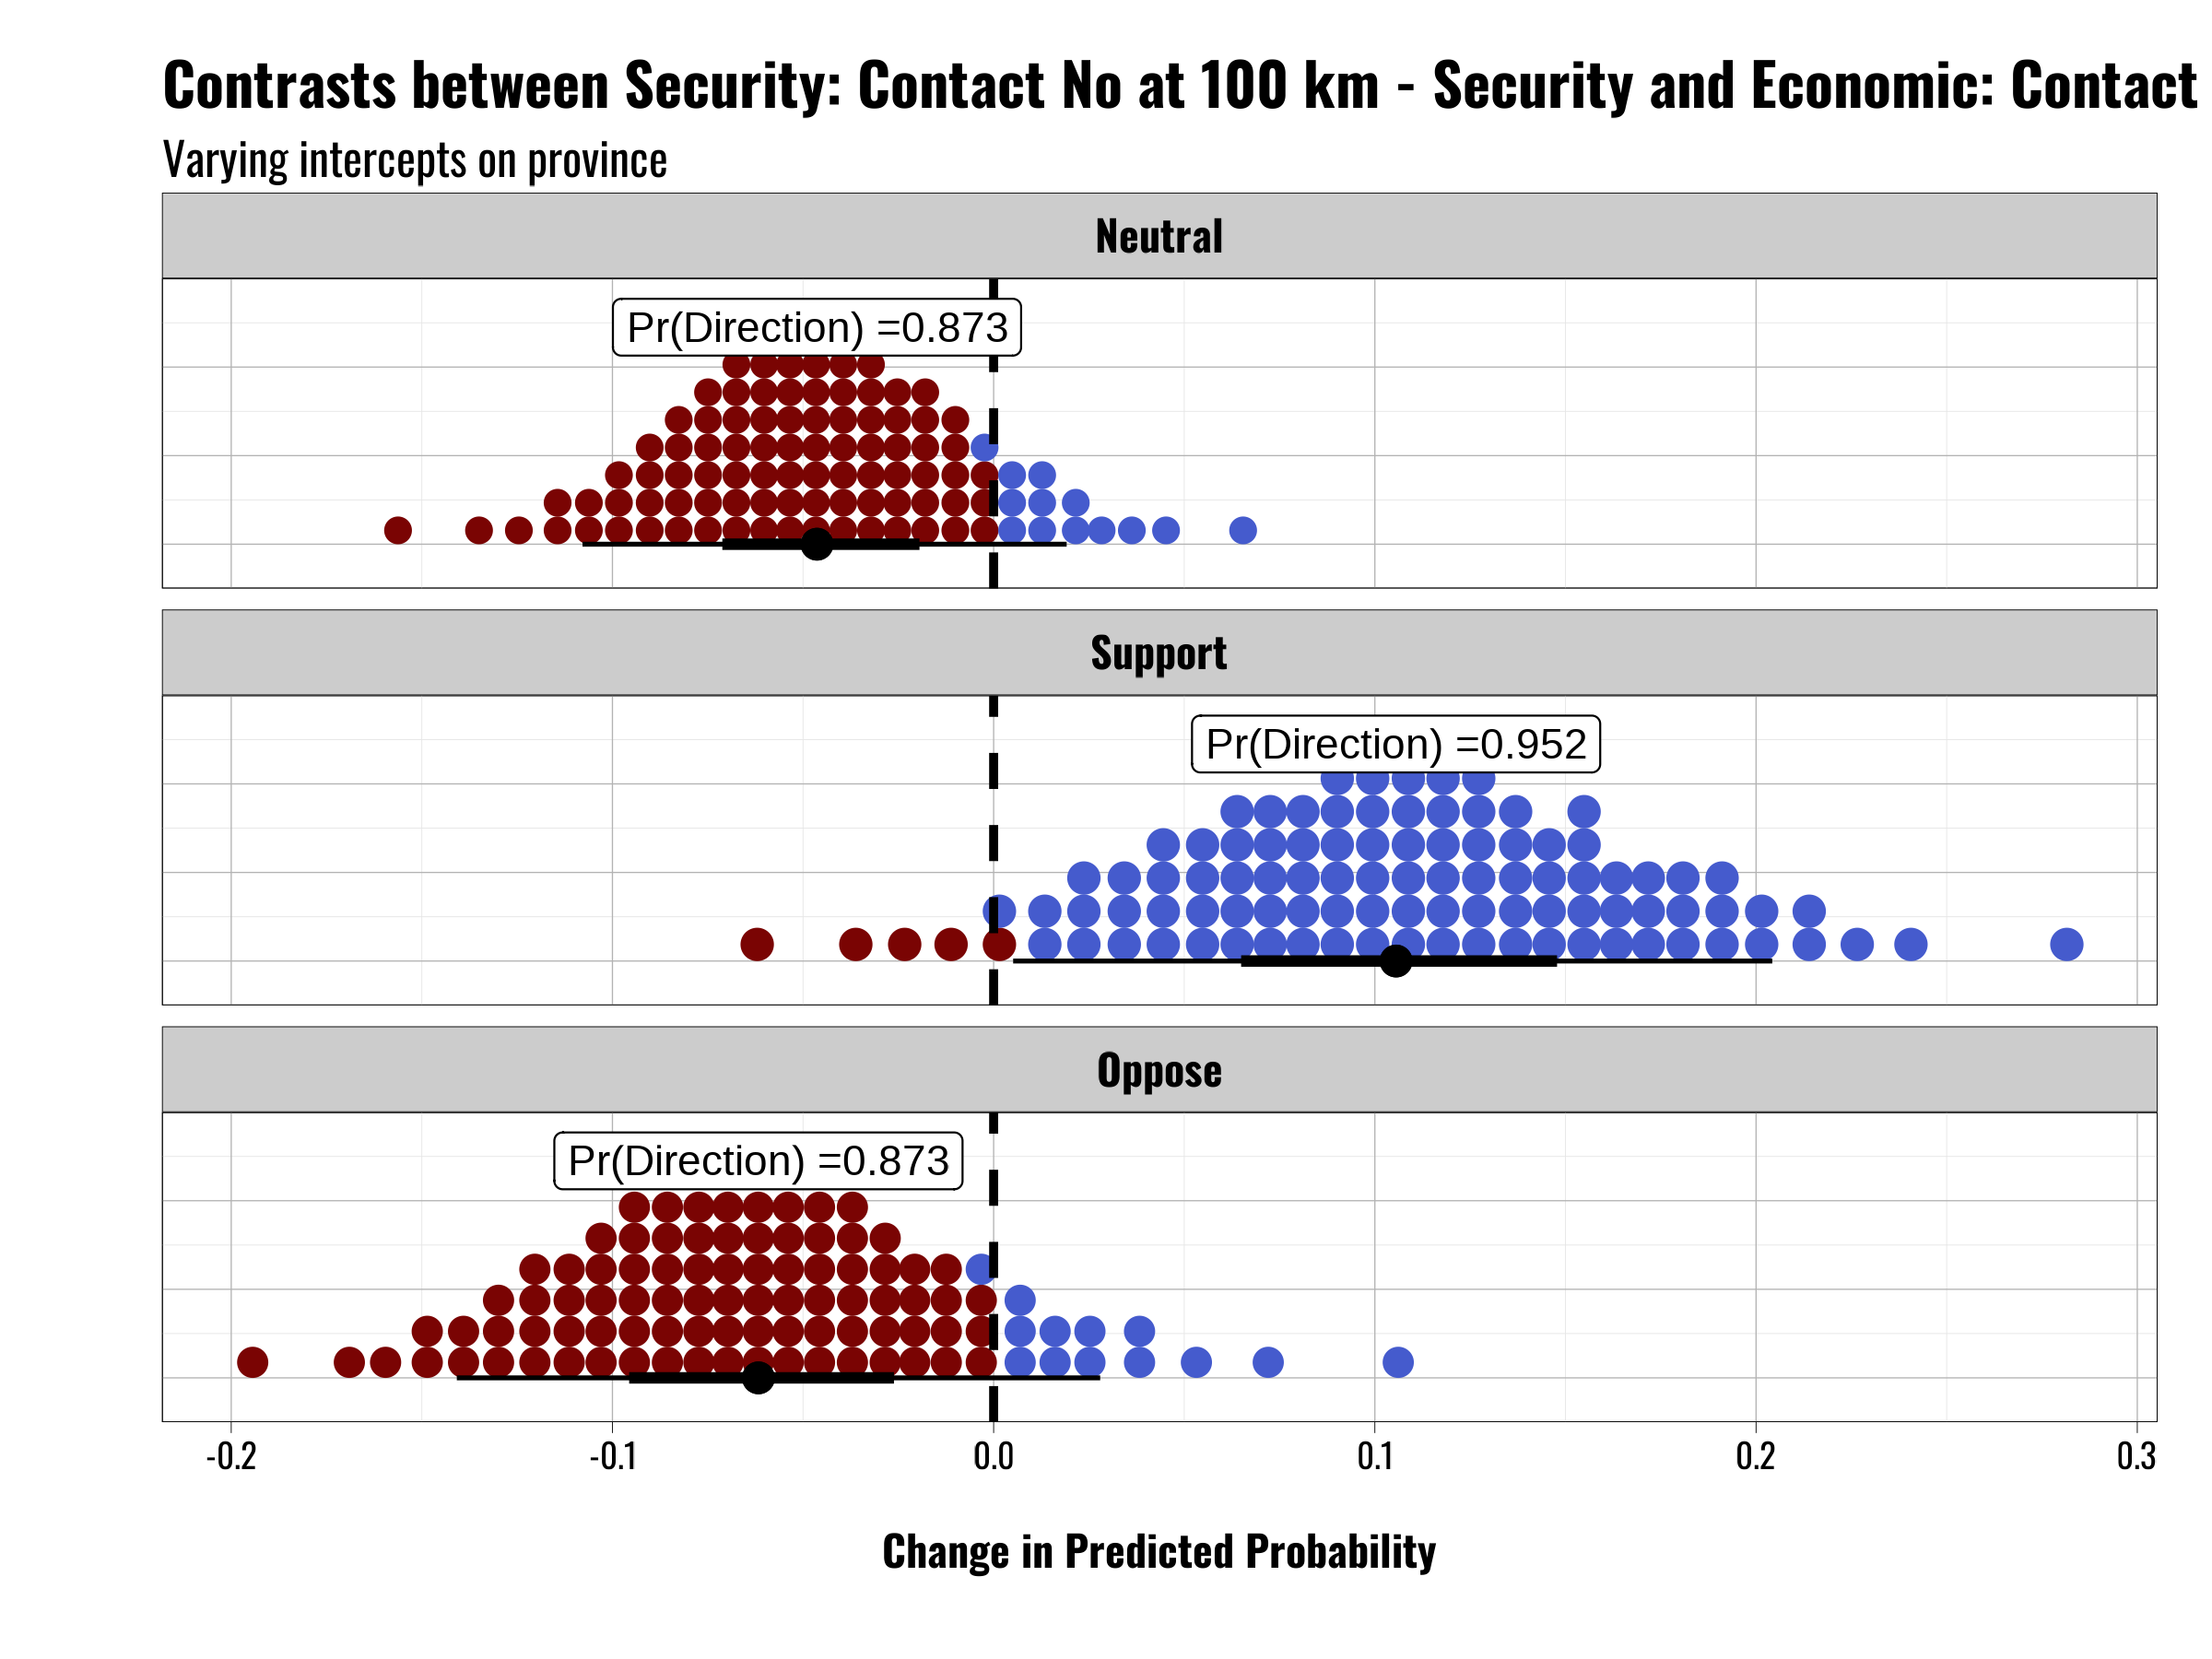 Contrasts between Security: Contact No at 100 km - Security and Economic: Contact
Varying intercepts on province
Neutral
Pr(Direction) =0.873
Support
Pr(Direction) =0.952
Oppose
Pr(Direction) =0.873
-0.2 -0.1 0.0 0.1 0.2 0.3
Change in Predicted Probability